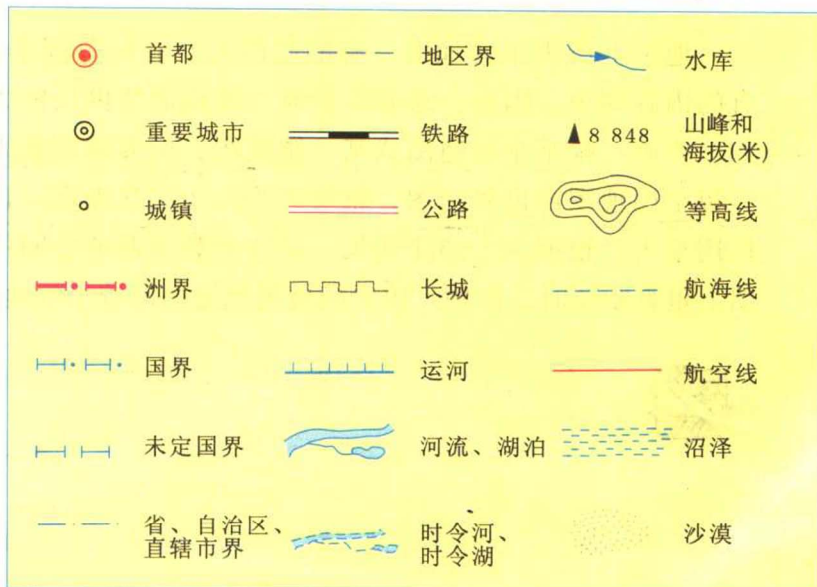 首都
重要城市
城镇
洲界
国界
未定国界
省、自治区、
直辖市界
地区界
铁路
公路
长城
运河
河流、湖泊
时令河、
时令湖
水库
8 848
山峰和
海拔(米)
等高线
航海线
航空线
沼泽
沙漠